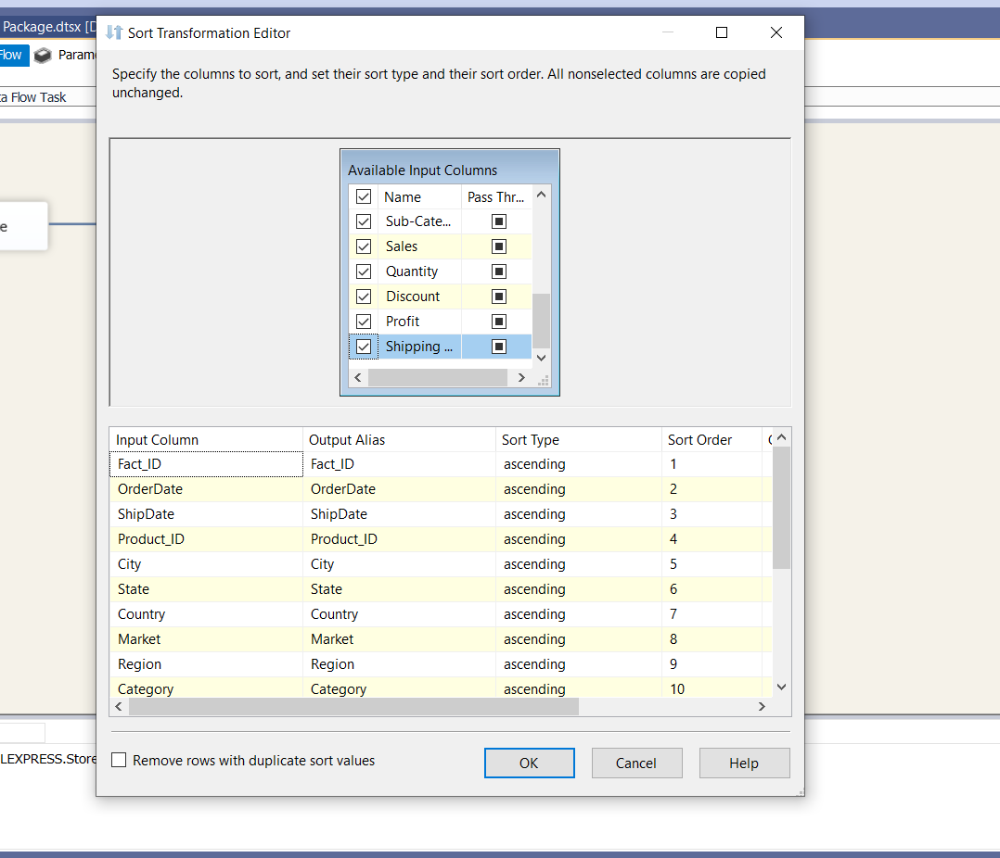 Package.dtsx [D
Sort Transformation Editor
Flow
Param
Specify the columns to sort, and set their sort type and their sort order. All nonselected columns are copied
unchanged.
a Flow Task
Available Input Columns
Name Pass Thr...
Sub-Cate...
Sales
Quantity
Discount
Profit
Shipping ...
e
Input Column Output Alias Sort Type Sort Order
Fact_ID Fact_ID ascending 1
OrderDate OrderDate ascending 2
ShipDate ShipDate ascending 3
Product_ID Product_ID ascending 4
City City ascending 5
State State ascending 6
Country Country ascending 7
Market Market ascending 8
Region Region ascending 9
Category Category ascending 10
LEXPRESS.Store
Remove rows with duplicate sort values
OK Cancel Help